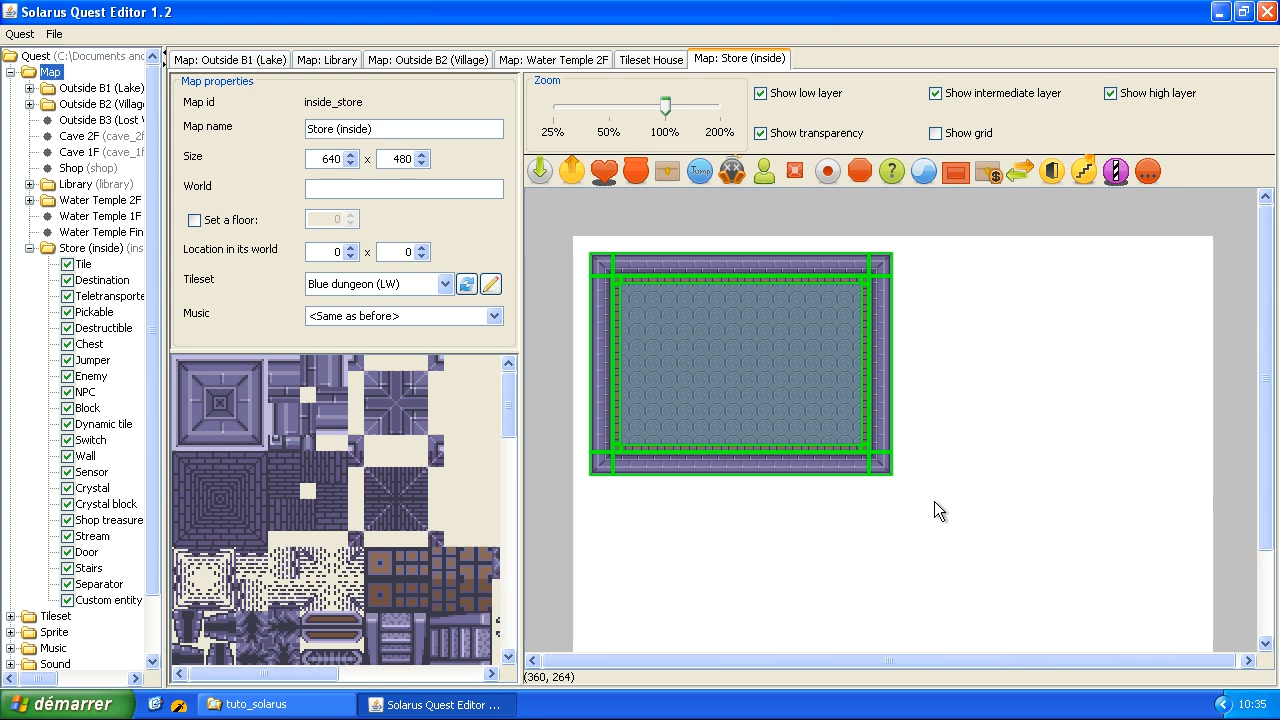 Solarus Quest Editor 1.2
Quest File
Quest (C:\Documents and
Map
Outside B1 (Lake)
Outside B2 (Villag
Outside B3 (Lost
Cave 2F (cave_2f
Cave 1F (cave_1f
Shop (shop)
Library (library)
Water Temple 2F
Water Temple 1F
Water Temple Fin
Store (inside) (ins
Tile
Destination
Teletransporte
Pickable
Destructible
Chest
Jumper
Enemy
NPC
Block
Dynamic tile
Switch
Wall
Sensor
Crystal
Crystal block
Shop treasure
Stream
Door
Stairs
Separator
Custom entity
Tileset
Sprite
Music
Sound
Map: Outside B1 (Lake) Map: Library Map: Outside B2 (Village) Map: Water Temple 2F Tileset House Map: Store (inside)
Map properties
Map id inside_store
Map name Store (inside)
Size 640 x 480
World
Set a floor: 0
Location in its world 0 x 0
Tileset Blue dungeon (LW)
Music <Same as before>
Zoom
25% 50% 100% 200%
Show low layer Show intermediate layer Show high layer
Show transparency Show grid
Jump
?
$
(360, 264)
démarrer tuto_solarus Solarus Quest Editor ... 10:35